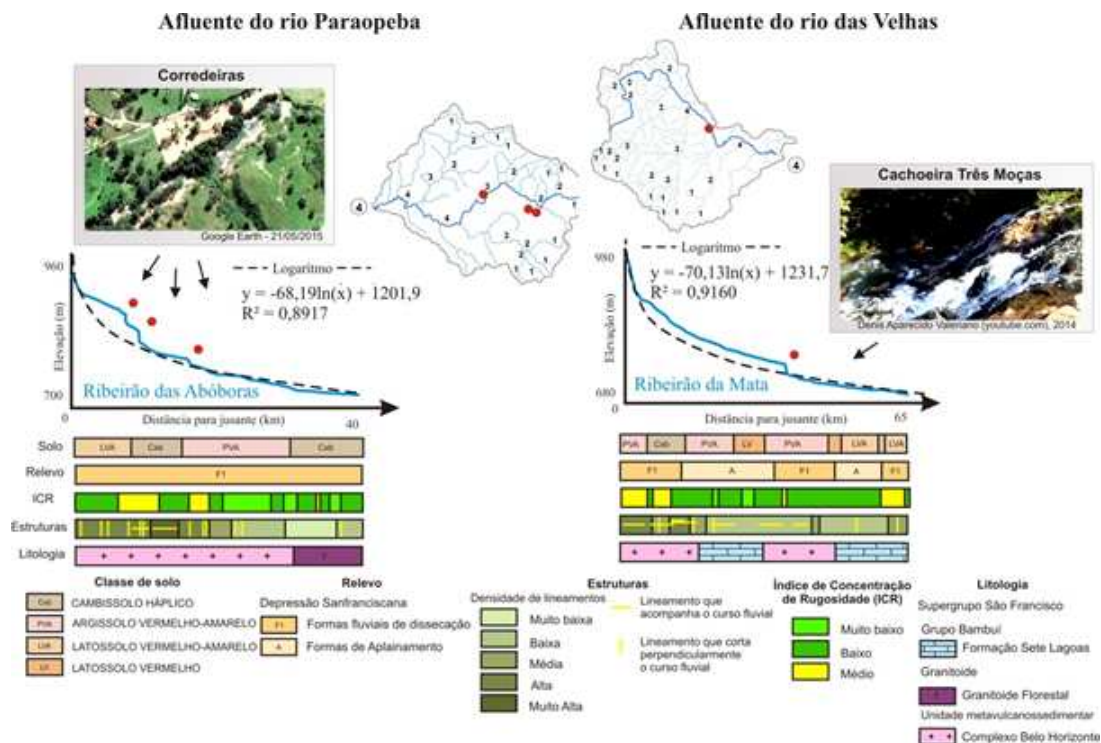 Afluente do rio Paraopeba
Afluente do rio das Velhas
Corredeiras
Google Earth - 21/05/2015
Cachoeira Três Moças
Denis Aparecido Valeriano (youtube.com), 2014
4
4
960
Elevação (m)
700
0
Logaritmo
y = -68,19ln(x) + 1201,9
R² = 0,8917
Ribeirão das Abóboras
Distância para jusante (km)
40
980
Elevação (m)
680
0
Logaritmo
y = -70,13ln(x) + 1231,7
R² = 0,9160
Ribeirão da Mata
Distância para jusante (km)
65
Solo
LVA Cab PVA Cab
PVA Cab PVA LV PVA LVA LVA
Relevo
F1
F1 A F1 A F1
ICR
Estruturas
Litologia
Classe de solo
Cab CAMBISSOLO HÁPLICO
PVA ARGISSOLO VERMELHO-AMARELO
LVA LATOSSOLO VERMELHO-AMARELO
LV LATOSSOLO VERMELHO
Relevo
Depressão Sanfranciscana
F1 Formas fluviais de dissecação
A Formas de Aplainamento
Estruturas
Densidade de lineamentos
Muito baixa
Baixa
Média
Alta
Muito Alta
Lineamento que
acompanha o curso fluvial
Lineamento que corta
perpendicularmente
o curso fluvial
Índice de Concentração
de Rugosidade (ICR)
Muito baixo
Baixo
Médio
Litologia
Supergrupo São Francisco
Grupo Bambuí
Formação Sete Lagoas
Granitoide
Granitoide Florestal
Unidade metavulcanossedimentar
Complexo Belo Horizonte